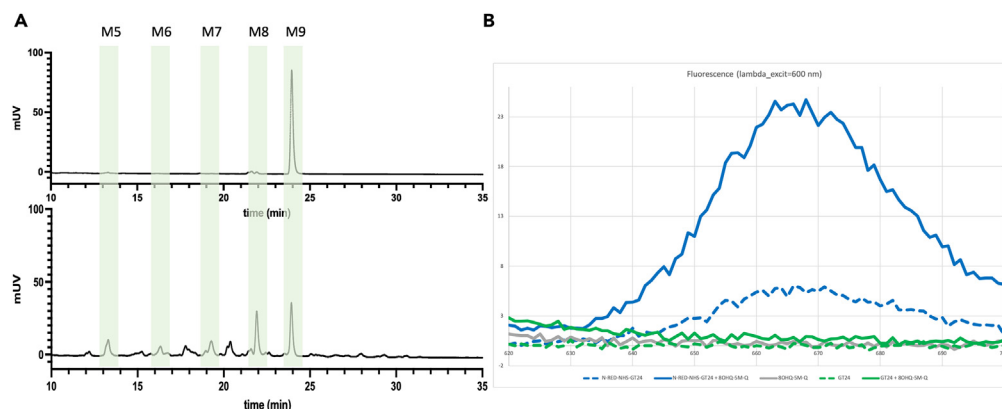 A
B
M5 M6 M7 M8 M9
100
50
0
mUV
10 15 20 25 30 35
time (min)
100
50
0
mUV
10 15 20 25 30 35
time (min)
Fluorescence (lambda_excit=600 nm)
23
18
13
8
3
-2
620 630 640 650 660 670 680 690
N-RED-NHS-GT24 N-RED-NHS-GT24 + BDHQ-SM-Q BDHQ-SM-Q GT24 GT24 + BDHQ-SM-Q